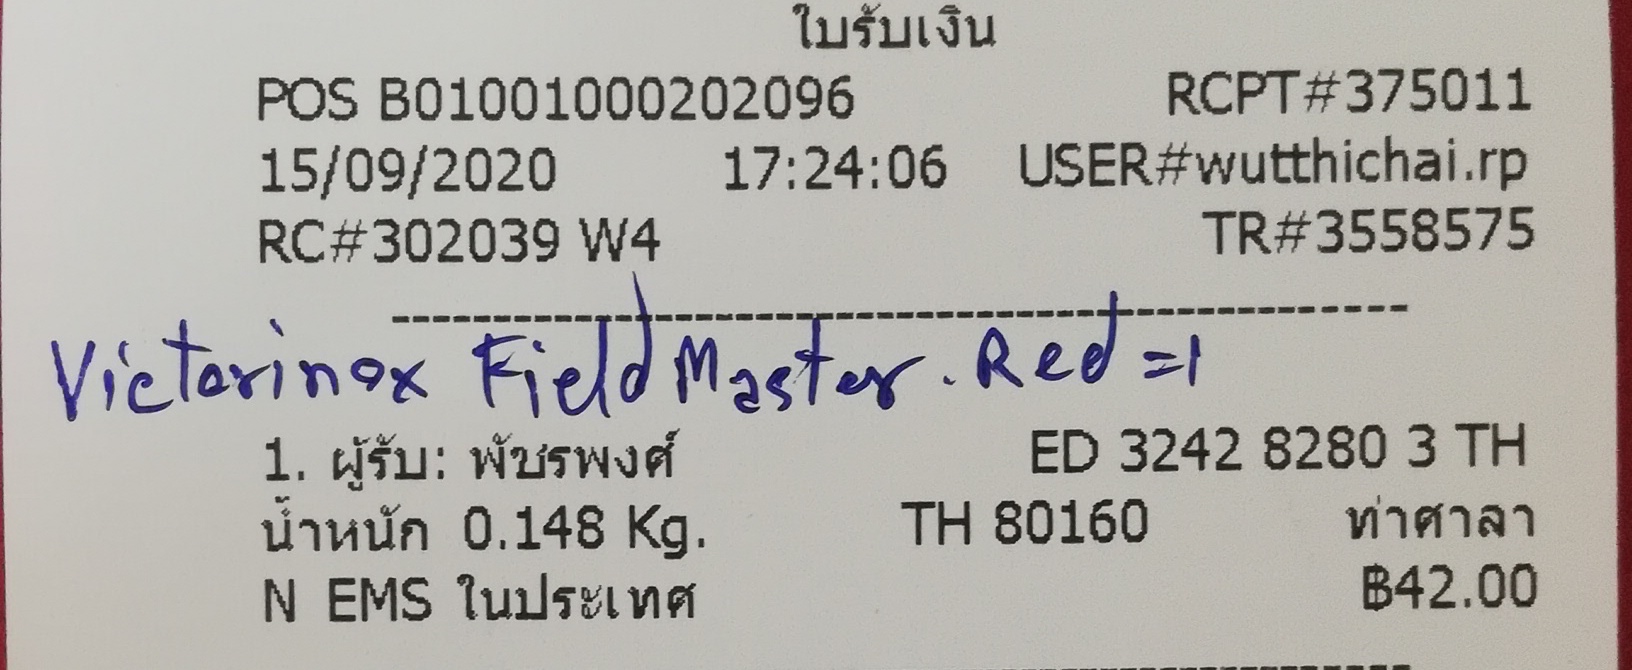 ใบรับเงิน
POS B01001000202096 RCPT#375011
15/09/2020 17:24:06 USER#wutthichai.rp
RC#302039 W4 TR#3558575
Victorinox Field Master. Red =1
1. ผู้รับ: พัชรพงศ์ ED 3242 8280 3 TH
น้ำหนัก 0.148 Kg. TH 80160 ท่าศาลา
N EMS ในประเทศ ฿42.00